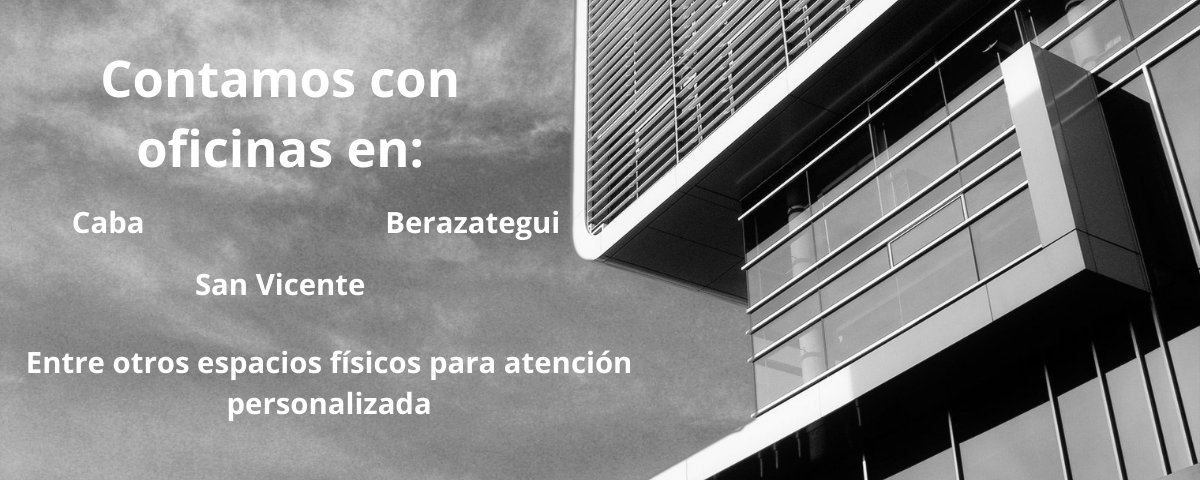 Contamos con
oficinas en:
Caba Berazategui
San Vicente
Entre otros espacios físicos para atención
personalizada